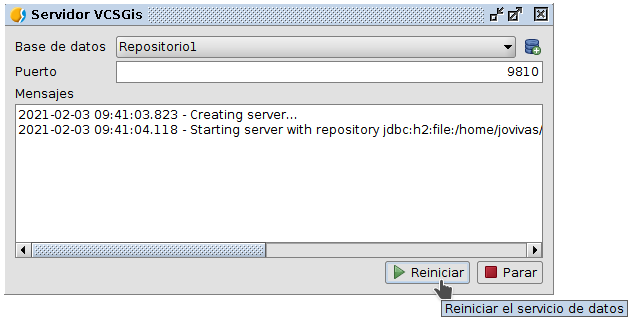 Servidor VCSGis
Base de datos Repositorio1
Puerto 9810
Mensajes
2021-02-03 09:41:03.823 - Creating server...
2021-02-03 09:41:04.118 - Starting server with repository jdbc:h2:file:/home/jovivas/
Reiniciar Parar
Reiniciar el servicio de datos